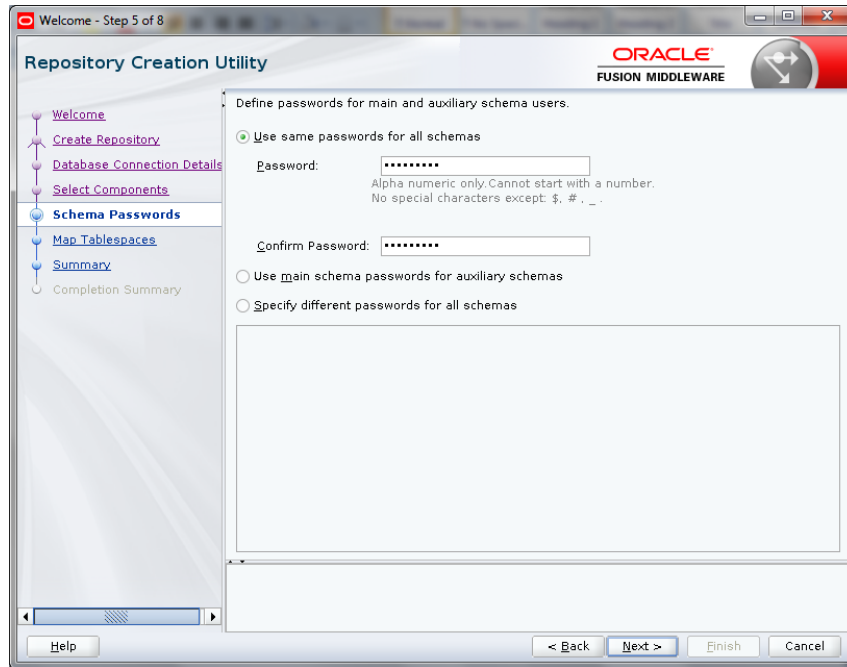 Welcome - Step 5 of 8
Repository Creation Utility
ORACLE
FUSION MIDDLEWARE
Welcome
Create Repository
Database Connection Details
Select Components
Schema Passwords
Map Tablespaces
Summary
Completion Summary
Define passwords for main and auxiliary schema users.
Use same passwords for all schemas
Password: •••••••••
Alpha numeric only.Cannot start with a number.
No special characters except: $, # , _ .
Confirm Password: •••••••••
Use main schema passwords for auxiliary schemas
Specify different passwords for all schemas
Help
< Back
Next >
Finish
Cancel